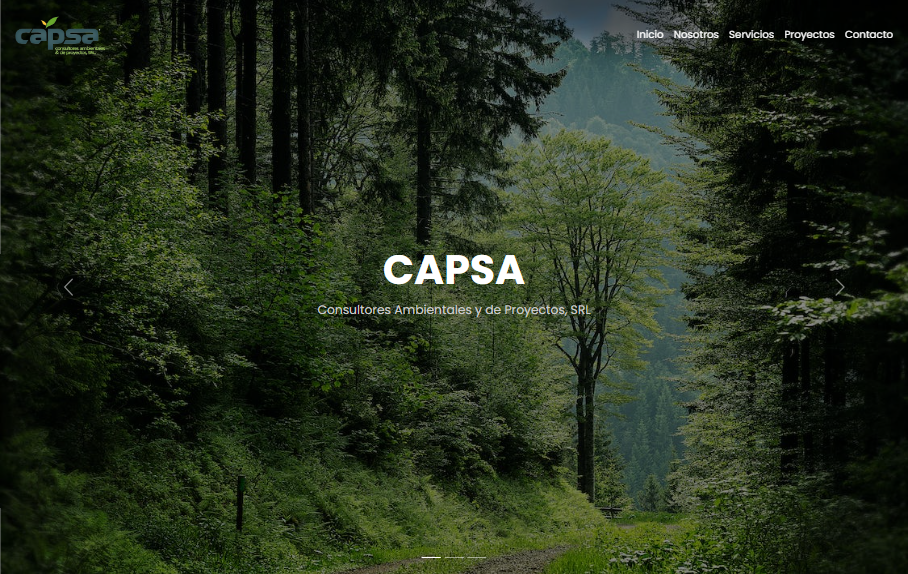 capsa
consultores ambientales
& de proyectos, SRL
Inicio Nosotros Servicios Proyectos Contacto
CAPSA
Consultores Ambientales y de Proyectos, SRL